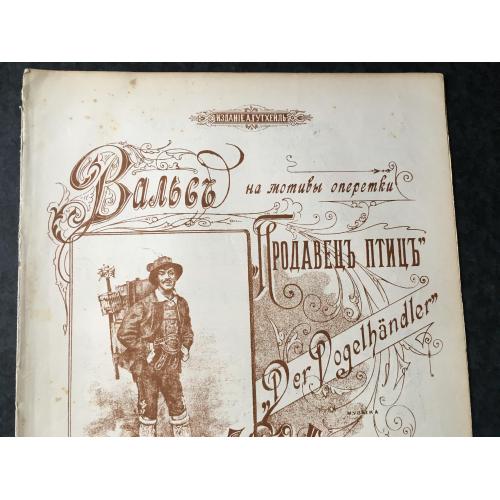 ИЗДАНІЕ А. ГУТХЕЙЛЬ
Вальсъ на мотивы оперетки
„Продавецъ птицъ“
„Der Vogelhändler“
МУЗЫКА